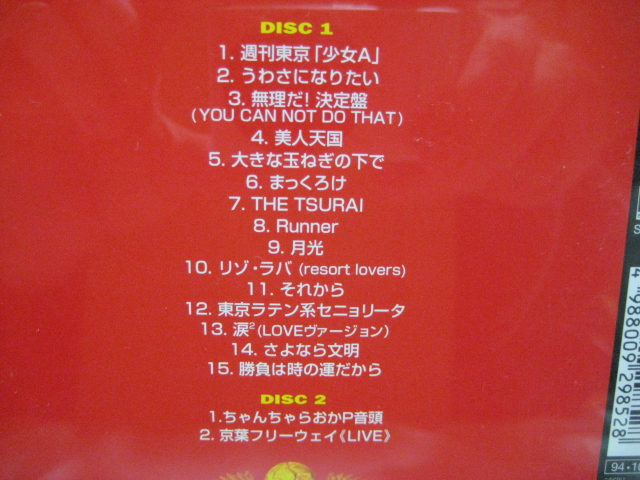 DISC 1
1. 週刊東京「少女A」
2. うわさになりたい
3. 無理だ! 決定盤
(YOU CAN NOT DO THAT)
4. 美人天国
5. 大きな玉ねぎの下で
6. まっくろけ
7. THE TSURAI
8. Runner
9. 月光
10. リゾ・ラバ (resort lovers)
11. それから
12. 東京ラテン系セニョリータ
13. 涙²(LOVEヴァージョン)
14. さよなら文明
15. 勝負は時の運だから
DISC 2
1.ちゃんちゃらおかP音頭
2. 京葉フリーウェイ《LIVE》
4 988009 298528